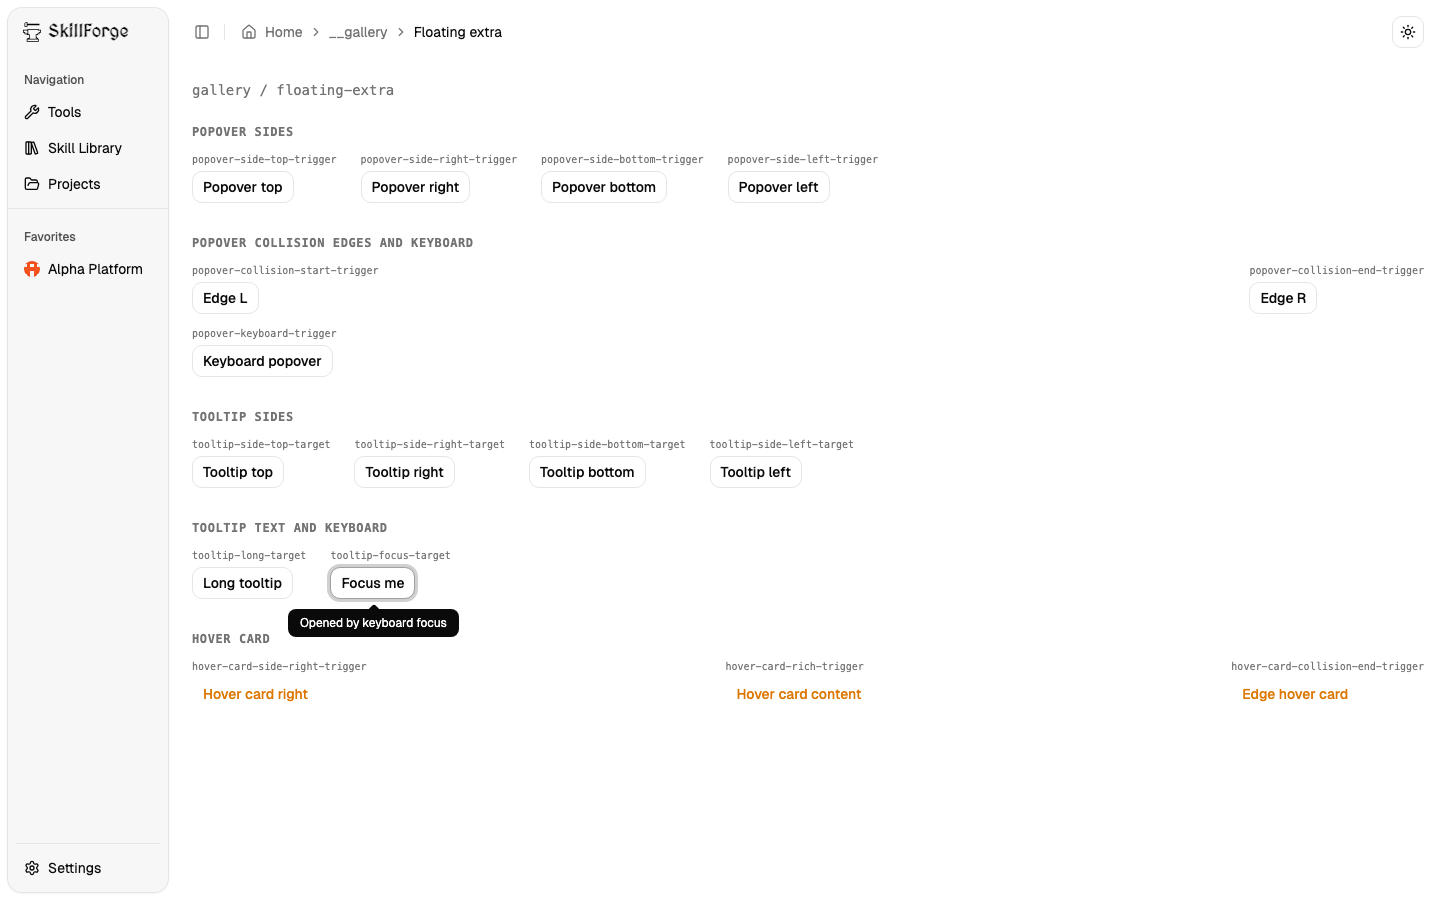 SkillForge
Navigation
Tools
Skill Library
Projects
Favorites
Alpha Platform
Settings
Home > __gallery > Floating extra
gallery / floating-extra
POPOVER SIDES
popover-side-top-trigger popover-side-right-trigger popover-side-bottom-trigger popover-side-left-trigger
Popover top Popover right Popover bottom Popover left
POPOVER COLLISION EDGES AND KEYBOARD
popover-collision-start-trigger popover-collision-end-trigger
Edge L Edge R
popover-keyboard-trigger
Keyboard popover
TOOLTIP SIDES
tooltip-side-top-target tooltip-side-right-target tooltip-side-bottom-target tooltip-side-left-target
Tooltip top Tooltip right Tooltip bottom Tooltip left
TOOLTIP TEXT AND KEYBOARD
tooltip-long-target tooltip-focus-target
Long tooltip Focus me
Opened by keyboard focus
HOVER CARD
hover-card-side-right-trigger hover-card-rich-trigger hover-card-collision-end-trigger
Hover card right Hover card content Edge hover card